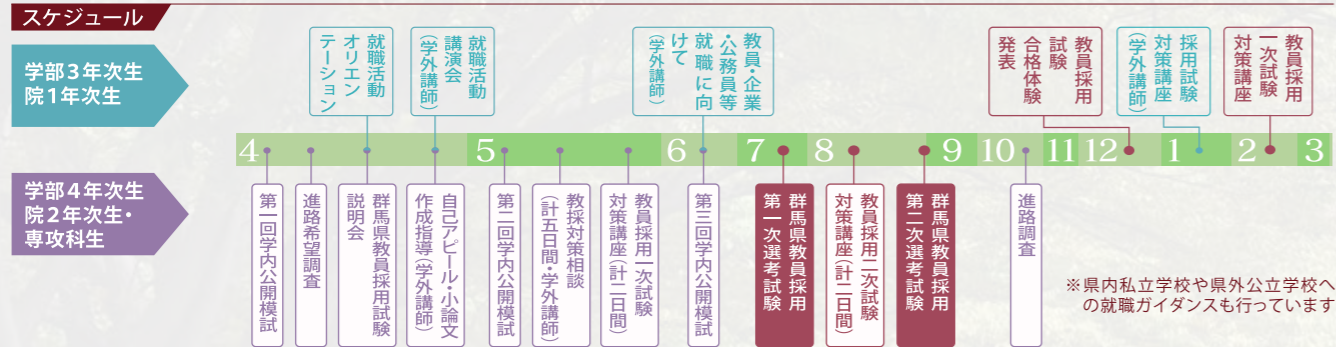 スケジュール
学部3年次生
院1年次生
就職活動
オリエン
テーション
就職活動
講演会
(学外講師)
教員・企業
・公務員等
就職に向
けて
(学外講師)
教員採用
試験
合格体験
発表
採用試験
対策講座
(学外講師)
教員採用
一次試験
対策講座
4 5 6 7 8 9 10 11 12 1 2 3
学部4年次生
院2年次生・
専攻科生
第一回学内公開模試
進路希望調査
群馬県教員採用試験
説明会
自己アピール・小論文
作成指導(学外講師)
第二回学内公開模試
教採対策相談
(計五日間・学外講師)
教員採用一次試験
対策講座(計二日間)
第三回学内公開模試
群馬県教員採用
第一次選考試験
教員採用二次試験
対策講座(計二日間)
群馬県教員採用
第二次選考試験
進路調査
※県内私立学校や県外公立学校へ
の就職ガイダンスも行っています